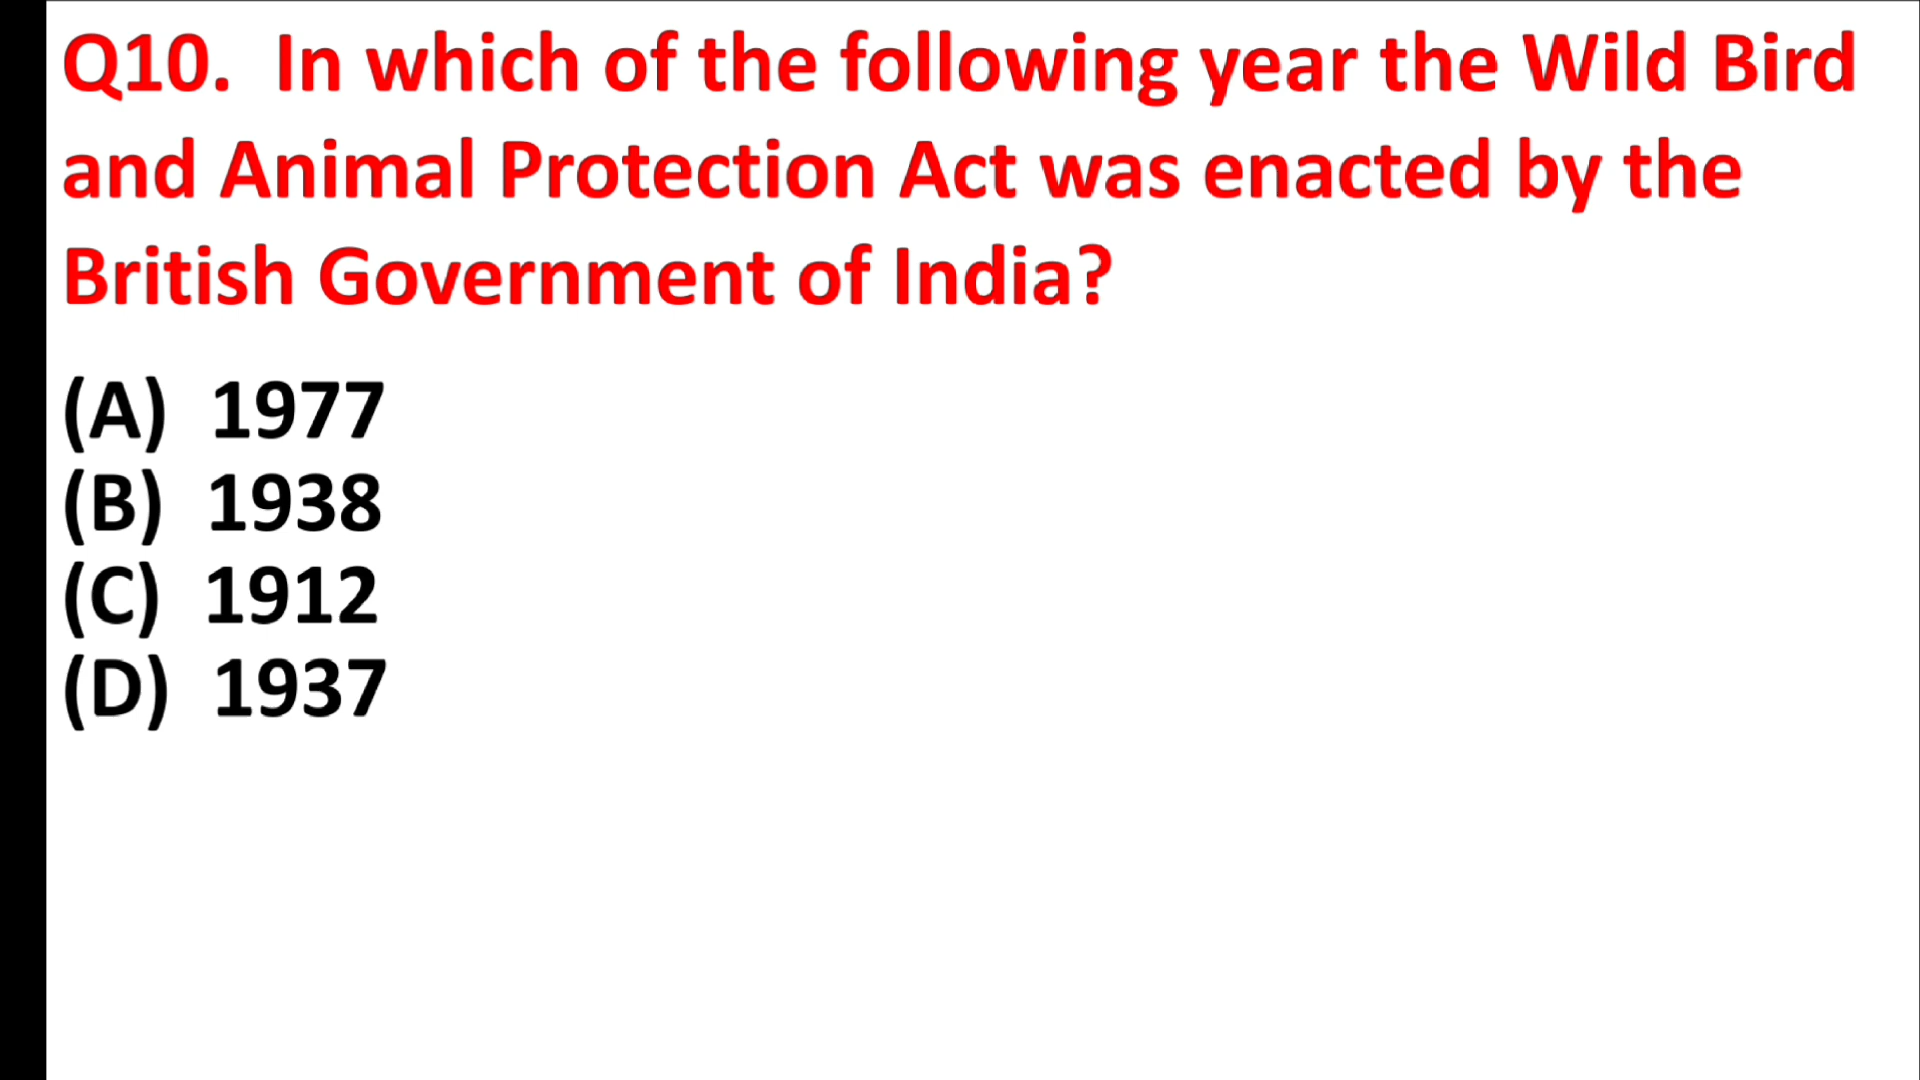 Q10. In which of the following year the Wild Bird
and Animal Protection Act was enacted by the
British Government of India?
(A) 1977
(B) 1938
(C) 1912
(D) 1937